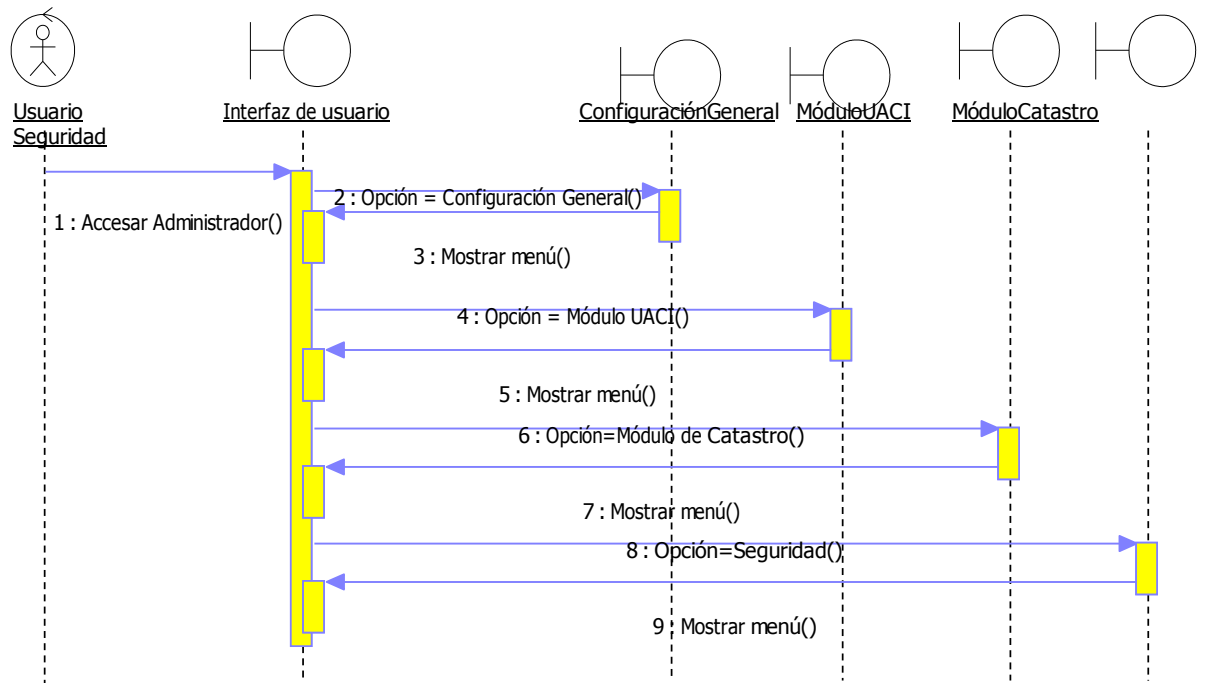 Usuario Interfaz de usuario ConfiguraciónGeneral MóduloUACI MóduloCatastro
Seguridad
2 : Opción = Configuración General()
1 : Accesar Administrador()
3 : Mostrar menú()
4 : Opción = Módulo UACI()
5 : Mostrar menú()
6 : Opción=Módulo de Catastro()
7 : Mostrar menú()
8 : Opción=Seguridad()
9 : Mostrar menú()